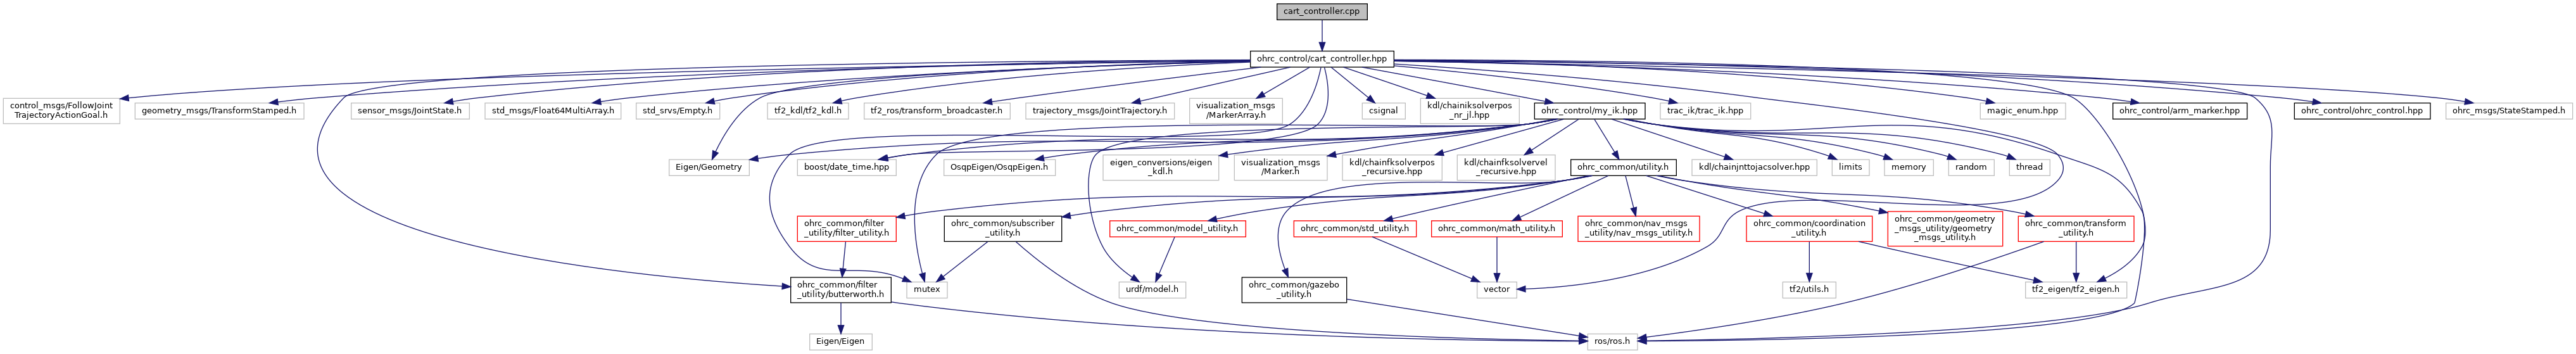 cart_controller.cpp
ohrc_control/cart_controller.hpp
control_msgs/FollowJoint
TrajectoryActionGoal.h
geometry_msgs/TransformStamped.h
sensor_msgs/JointState.h
std_msgs/Float64MultiArray.h
std_srvs/Empty.h
tf2_kdl/tf2_kdl.h
tf2_ros/transform_broadcaster.h
trajectory_msgs/JointTrajectory.h
visualization_msgs
/MarkerArray.h
csignal
kdl/chainiksolverpos
_nr_jl.hpp
ohrc_control/my_ik.hpp
trac_ik/trac_ik.hpp
magic_enum.hpp
ohrc_control/arm_marker.hpp
ohrc_control/ohrc_control.hpp
ohrc_msgs/StateStamped.h
Eigen/Geometry
boost/date_time.hpp
OsqpEigen/OsqpEigen.h
eigen_conversions/eigen
_kdl.h
visualization_msgs
/Marker.h
kdl/chainfksolverpos
_recursive.hpp
kdl/chainfksolvervel
_recursive.hpp
ohrc_common/utility.h
kdl/chainjnttojacsolver.hpp
limits
memory
random
thread
ohrc_common/filter
_utility/filter_utility.h
ohrc_common/subscriber
_utility.h
ohrc_common/model_utility.h
ohrc_common/std_utility.h
ohrc_common/math_utility.h
ohrc_common/nav_msgs
_utility/nav_msgs_utility.h
ohrc_common/coordination
_utility.h
ohrc_common/geometry
_msgs_utility/geometry
_msgs_utility.h
ohrc_common/transform
_utility.h
ohrc_common/filter
_utility/butterworth.h
mutex
urdf/model.h
ohrc_common/gazebo
_utility.h
vector
tf2/utils.h
tf2_eigen/tf2_eigen.h
Eigen/Eigen
ros/ros.h